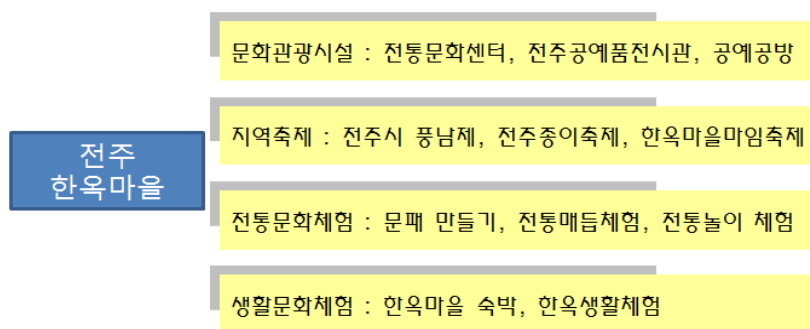 전주
한옥마을
문화관광시설 : 전통문화센터, 전주공예품전시관, 공예공방
지역축제 : 전주시 풍남제, 전주종이축제, 한옥마을마임축제
전통문화체험 : 문패 만들기, 전통매듭체험, 전통놀이 체험
생활문화체험 : 한옥마을 숙박, 한옥생활체험